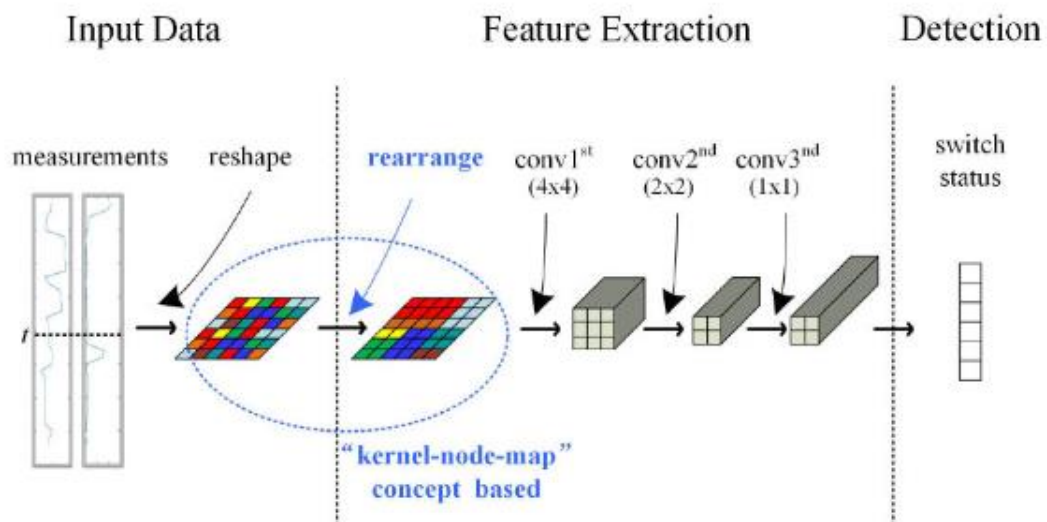 Input Data
Feature Extraction
Detection
measurements
reshape
rearrange
conv1st
(4x4)
conv2nd
(2x2)
conv3nd
(1x1)
switch
status
t
"kernel-node-map"
concept based